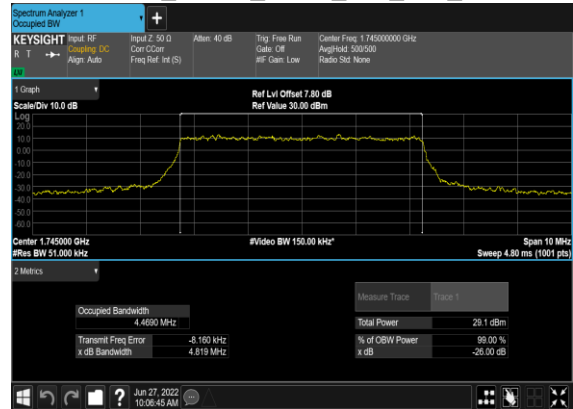 Spectrum Analyzer 1
Occupied BW
KEYSIGHT
R T
Input: RF
Coupling: DC
Align: Auto
Input Z: 50 Ω
Corr CCorr
Freq Ref: Int (S)
Atten: 40 dB
Trig: Free Run
Gate: Off
#IF Gain: Low
Center Freq: 1.745000000 GHz
Avg|Hold: 500/500
Radio Std: None
LW
1 Graph
Scale/Div 10.0 dB
Ref Lvl Offset 7.80 dB
Ref Value 30.00 dBm
Log
20.0
10.0
0.00
-10.0
-20.0
-30.0
-40.0
-50.0
-60.0
Center 1.745000 GHz
#Res BW 51.000 kHz
#Video BW 150.00 kHz*
Span 10 MHz
Sweep 4.80 ms (1001 pts)
2 Metrics
Measure Trace Trace 1
Occupied Bandwidth
4.4690 MHz
Total Power 29.1 dBm
Transmit Freq Error -8.160 kHz
% of OBW Power 99.00 %
x dB Bandwidth 4.819 MHz
x dB -26.00 dB
?
Jun 27, 2022
10:06:45 AM